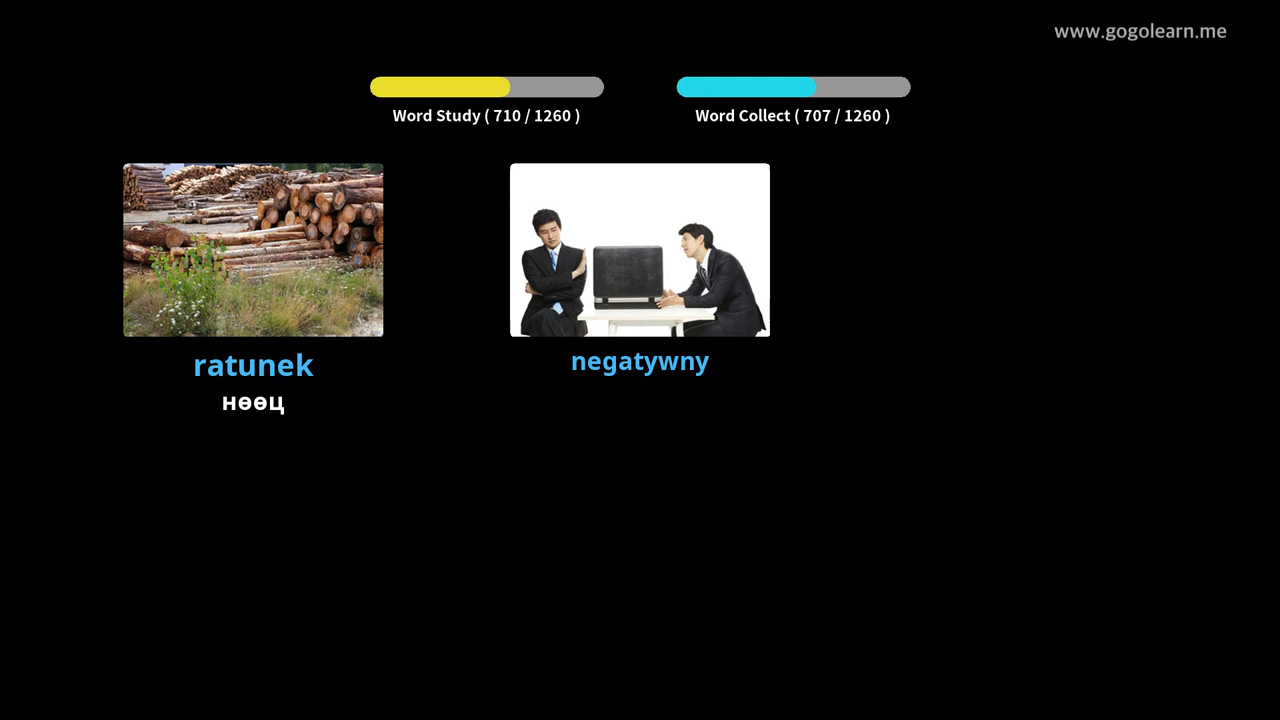 www.gogolearn.me
Word Study ( 710 / 1260 )
Word Collect ( 707 / 1260 )
ratunek
нөөц
negatywny